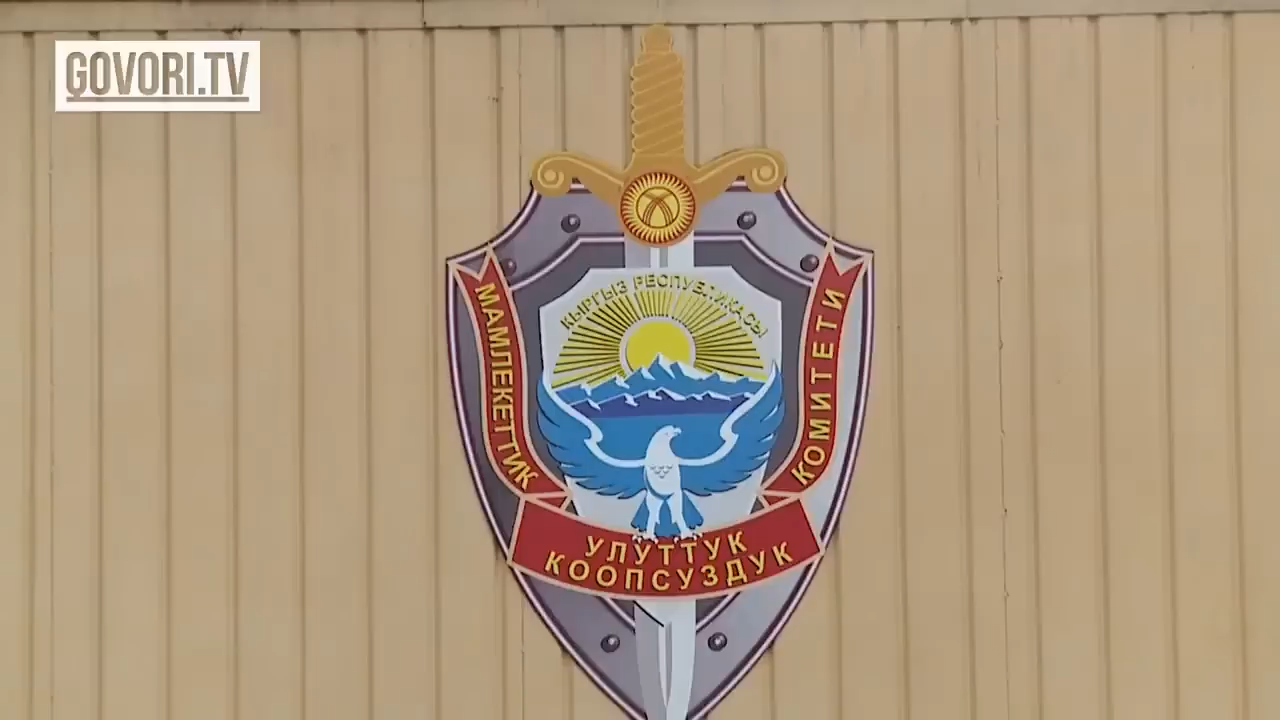 GOVORI.TV
КЫРГЫЗ РЕСПУБЛИКАСЫ
МАМЛЕКЕТТИК
УЛУТТУК
КООПСУЗДУК
КОМИТЕТИ